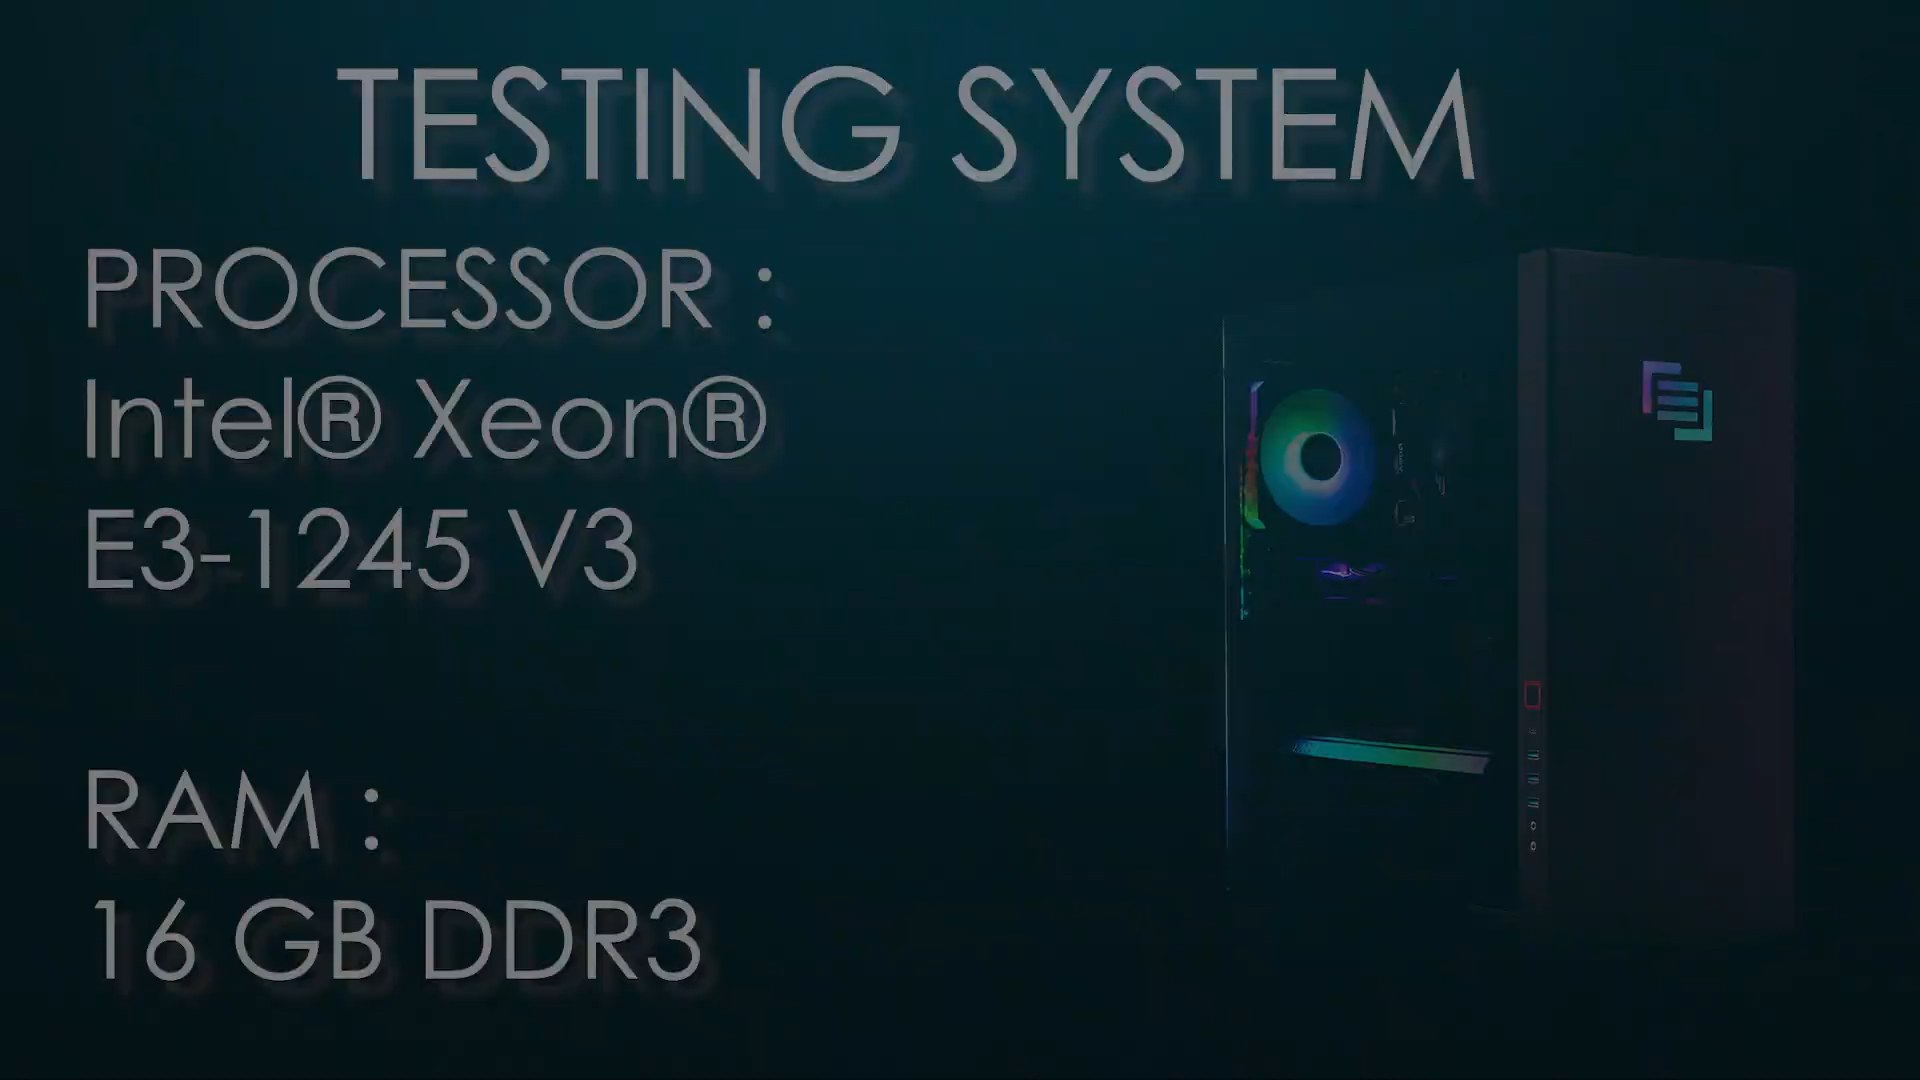 TESTING SYSTEM
PROCESSOR :
Intel® Xeon®
E3-1245 V3
RAM :
16 GB DDR3